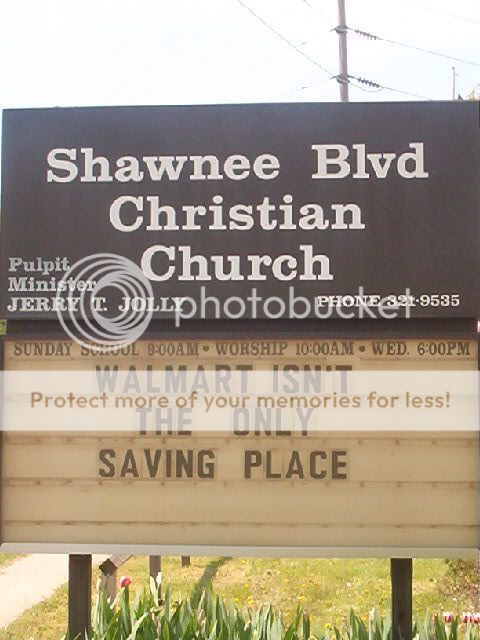 Shawnee Blvd
Christian
Church
Pulpit
Minister
JERRY T. JOLLY
PHONE 321-9535
photobucket
SUNDAY SCHOOL 9:00AM • WORSHIP 10:00AM • WED. 6:00PM
WALMART ISN'T
Protect more of your memories for less!
THE ONLY
SAVING PLACE